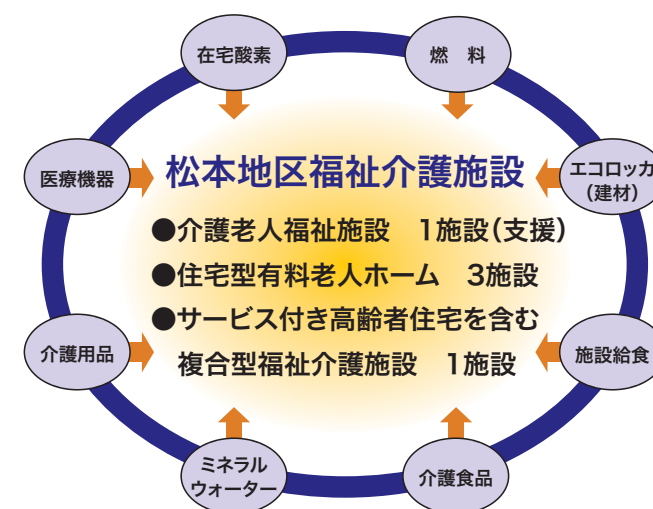 在宅酸素
燃　料
医療機器
松本地区福祉介護施設
エコロッカ
（建材）
●介護老人福祉施設　1施設（支援）
●住宅型有料老人ホーム　3施設
●サービス付き高齢者住宅を含む
複合型福祉介護施設　1施設
介護用品
施設給食
ミネラル
ウォーター
介護食品